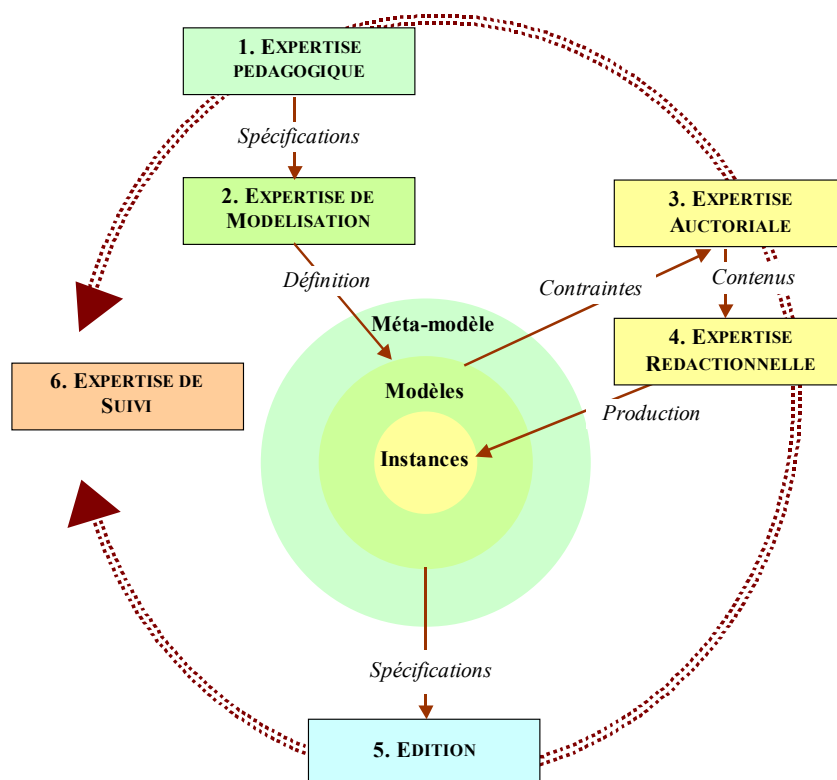 1. EXPERTISE
PEDAGOGIQUE
Spécifications
2. EXPERTISE DE
MODELISATION
3. EXPERTISE
AUCTORIALE
Définition
Contraintes
Contenus
Méta-modèle
4. EXPERTISE
REDACTIONNELLE
6. EXPERTISE DE
SUIVI
Modèles
Production
Instances
Spécifications
5. EDITION